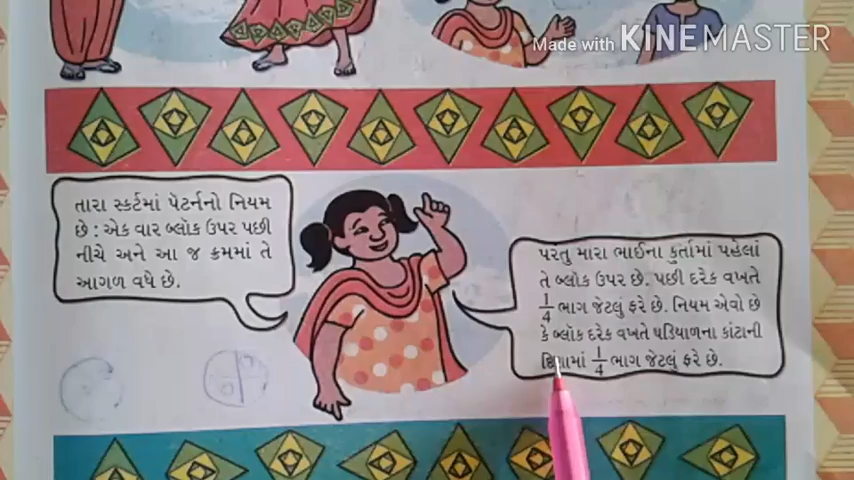 Made with KINEMASTER
તારા સ્કર્ટમાં પૅટર્નનો નિયમ
છે : એક વાર બ્લૉક ઉપર પછી
નીચે અને આ જ ક્રમમાં તે
આગળ વધે છે.
પરંતુ મારા ભાઈના કુર્તામાં પહેલાં
તે બ્લોક ઉપર છે. પછી દરેક વખતે
1/4 ભાગ જેટલું ફરે છે. નિયમ એવો છે
કે બ્લૉક દરેક વખતે ઘડિયાળના કાંટાની
દિશામાં 1/4 ભાગ જેટલું ફરે છે.